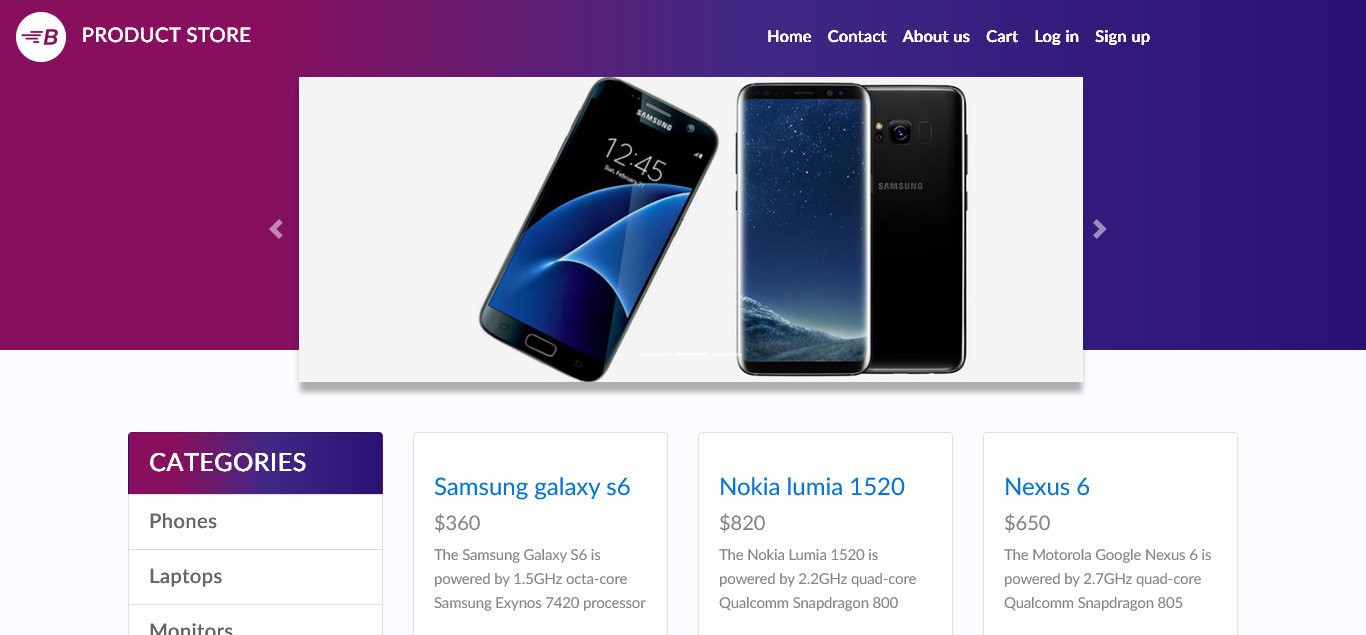 B PRODUCT STORE
Home Contact About us Cart Log in Sign up
SAMSUNG
12:45
Sun, February 21
SAMSUNG
CATEGORIES
Phones
Laptops
Monitors
Samsung galaxy s6
$360
The Samsung Galaxy S6 is
powered by 1.5GHz octa-core
Samsung Exynos 7420 processor
Nokia lumia 1520
$820
The Nokia Lumia 1520 is
powered by 2.2GHz quad-core
Qualcomm Snapdragon 800
Nexus 6
$650
The Motorola Google Nexus 6 is
powered by 2.7GHz quad-core
Qualcomm Snapdragon 805